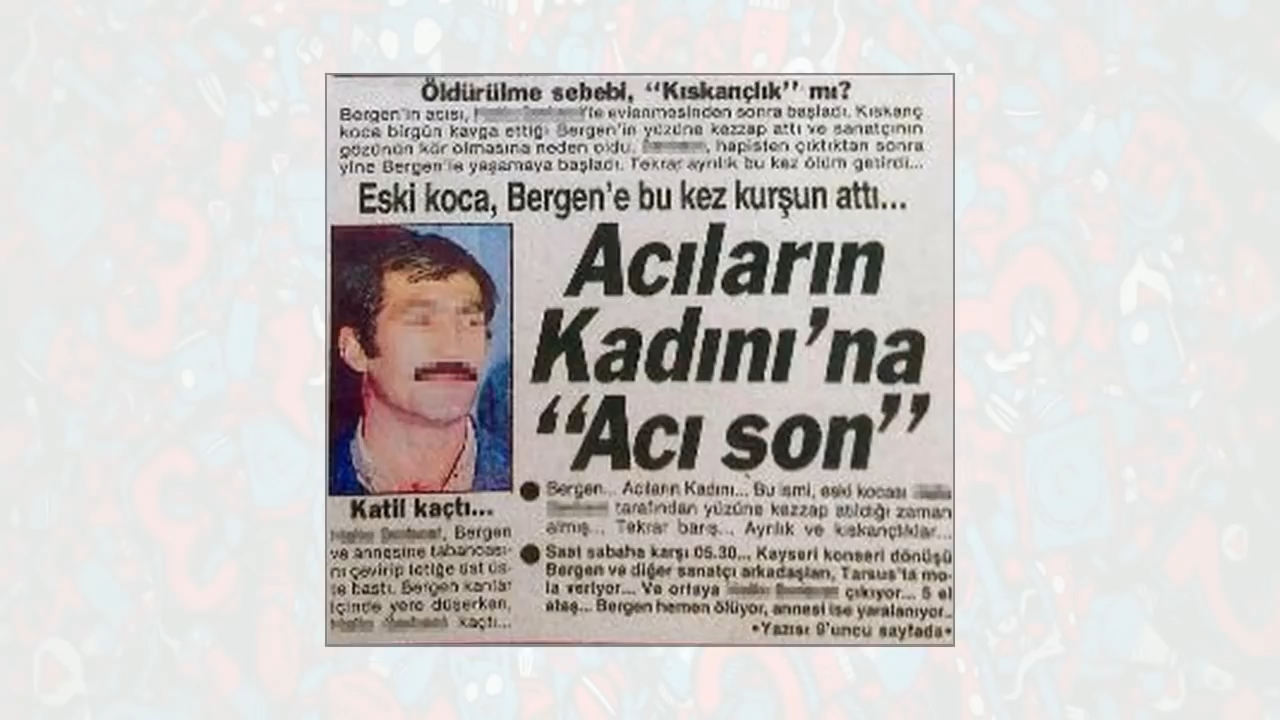 Öldürülme sebebi, “Kıskançlık” mı?
Bergen'in acısı, 'le evlenmesinden sonra başladı. Kıskanç
koca birgün kavga ettiği Bergen'in yüzüne kezzap attı ve sanatçının
gözünün kör olmasına neden oldu. , hapisten çıktıktan sonra
yine Bergen'le yaşamaya başladı. Tekrar ayrılık bu kez ölüm getirdi...
Eski koca, Bergen'e bu kez kurşun attı...
Acıların
Kadını'na
“Acı son”
Katil kaçtı...
, Bergen
ve annesine tabancası-
nı çevirip tetiğe üst üs-
te bastı. Bergen kanlar
içinde yere düşerken,
kaçtı...
● Bergen... Acıların Kadını... Bu ismi, eski kocası
tarafından yüzüne kezzap atıldığı zaman
almış... Tekrar barış... Ayrılık ve kıskançlıklar...
● Saat sabaha karşı 05.30... Kayseri konseri dönüşü
Bergen ve diğer sanatçı arkadaşları, Tarsus'ta mo-
la veriyor... Ve ortaya çıkıyor... 5 el
ateş... Bergen hemen ölüyor, annesi ise yaralanıyor..
•Yazısı 9'uncu sayfada•